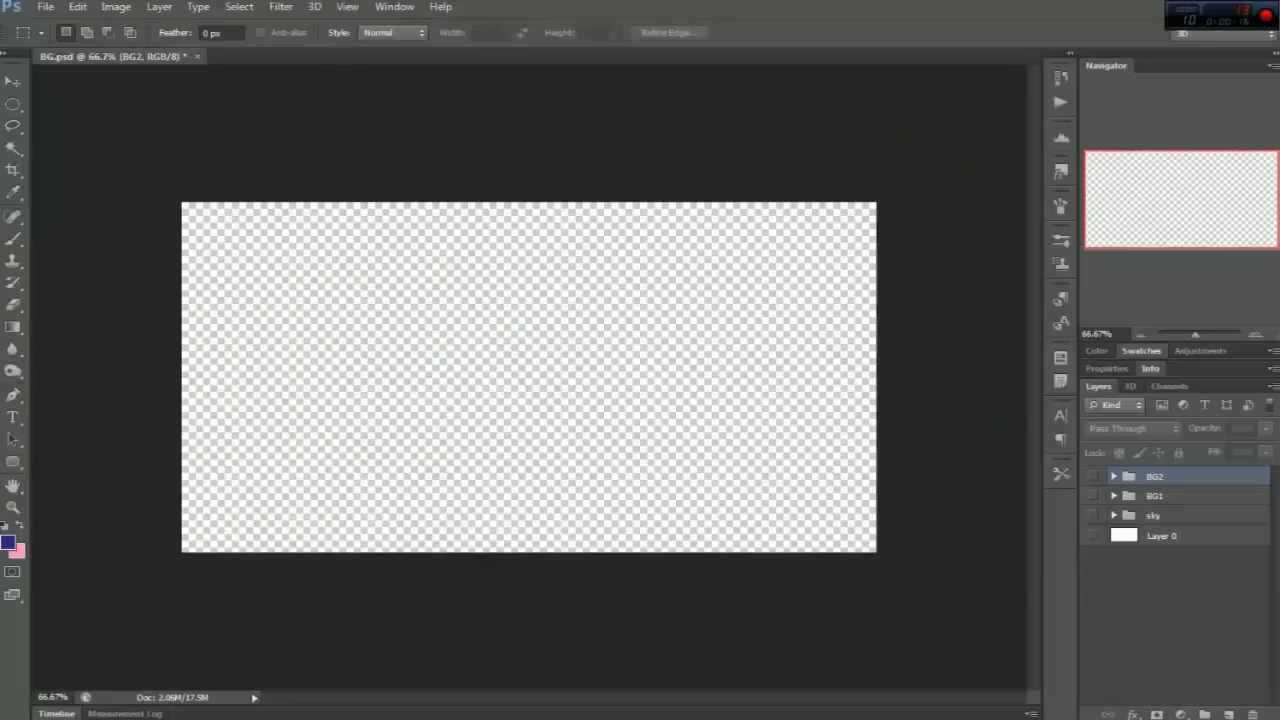 Ps File Edit Image Layer Type Select Filter 3D View Window Help
Feather: 0 px Anti-alias Style: Normal Width: Height: Refine Edge... 3D
BG.psd @ 66.7% (BG2, RGB/8) * ×
Navigator
66.67%
Color Swatches Adjustments
Properties Info
Layers 3D Channels
Kind
Pass Through Opacity:
Lock: Fill:
BG2
BG1
sky
Layer 0
66.67% Doc: 2.06M/17.5M
Timeline Measurement Log